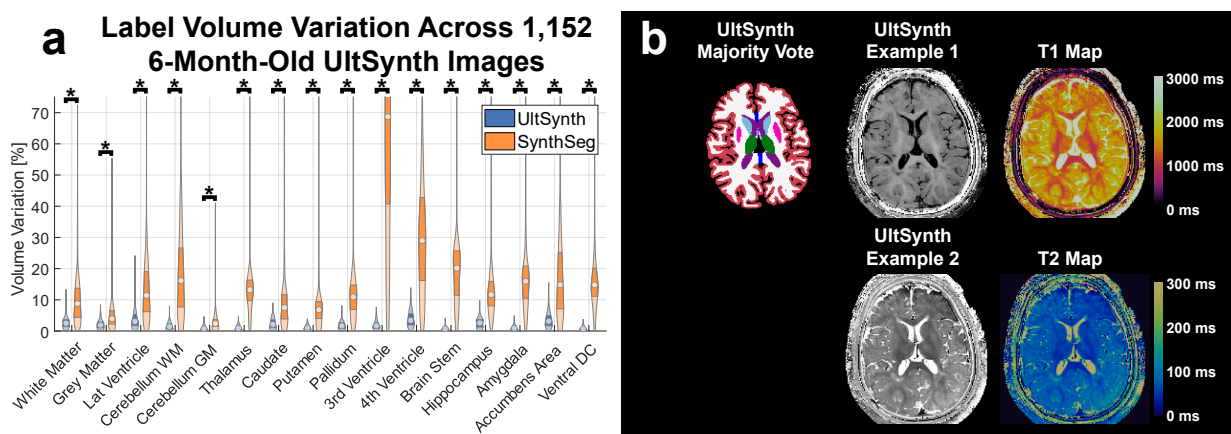 a
Label Volume Variation Across 1,152
6-Month-Old UltSynth Images
* * * * * * * * * * * * * * * *
UltSynth
SynthSeg
Volume Variation [%]
70
60
50
40
30
20
10
0
White Matter
Grey Matter
Lat Ventricle
Cerebellum WM
Cerebellum GM
Thalamus
Caudate
Putamen
Pallidum
3rd Ventricle
4th Ventricle
Brain Stem
Hippocampus
Amygdala
Accumbens Area
Ventral DC
b
UltSynth
Majority Vote
UltSynth
Example 1
T1 Map
3000 ms
2000 ms
1000 ms
0 ms
UltSynth
Example 2
T2 Map
300 ms
200 ms
100 ms
0 ms